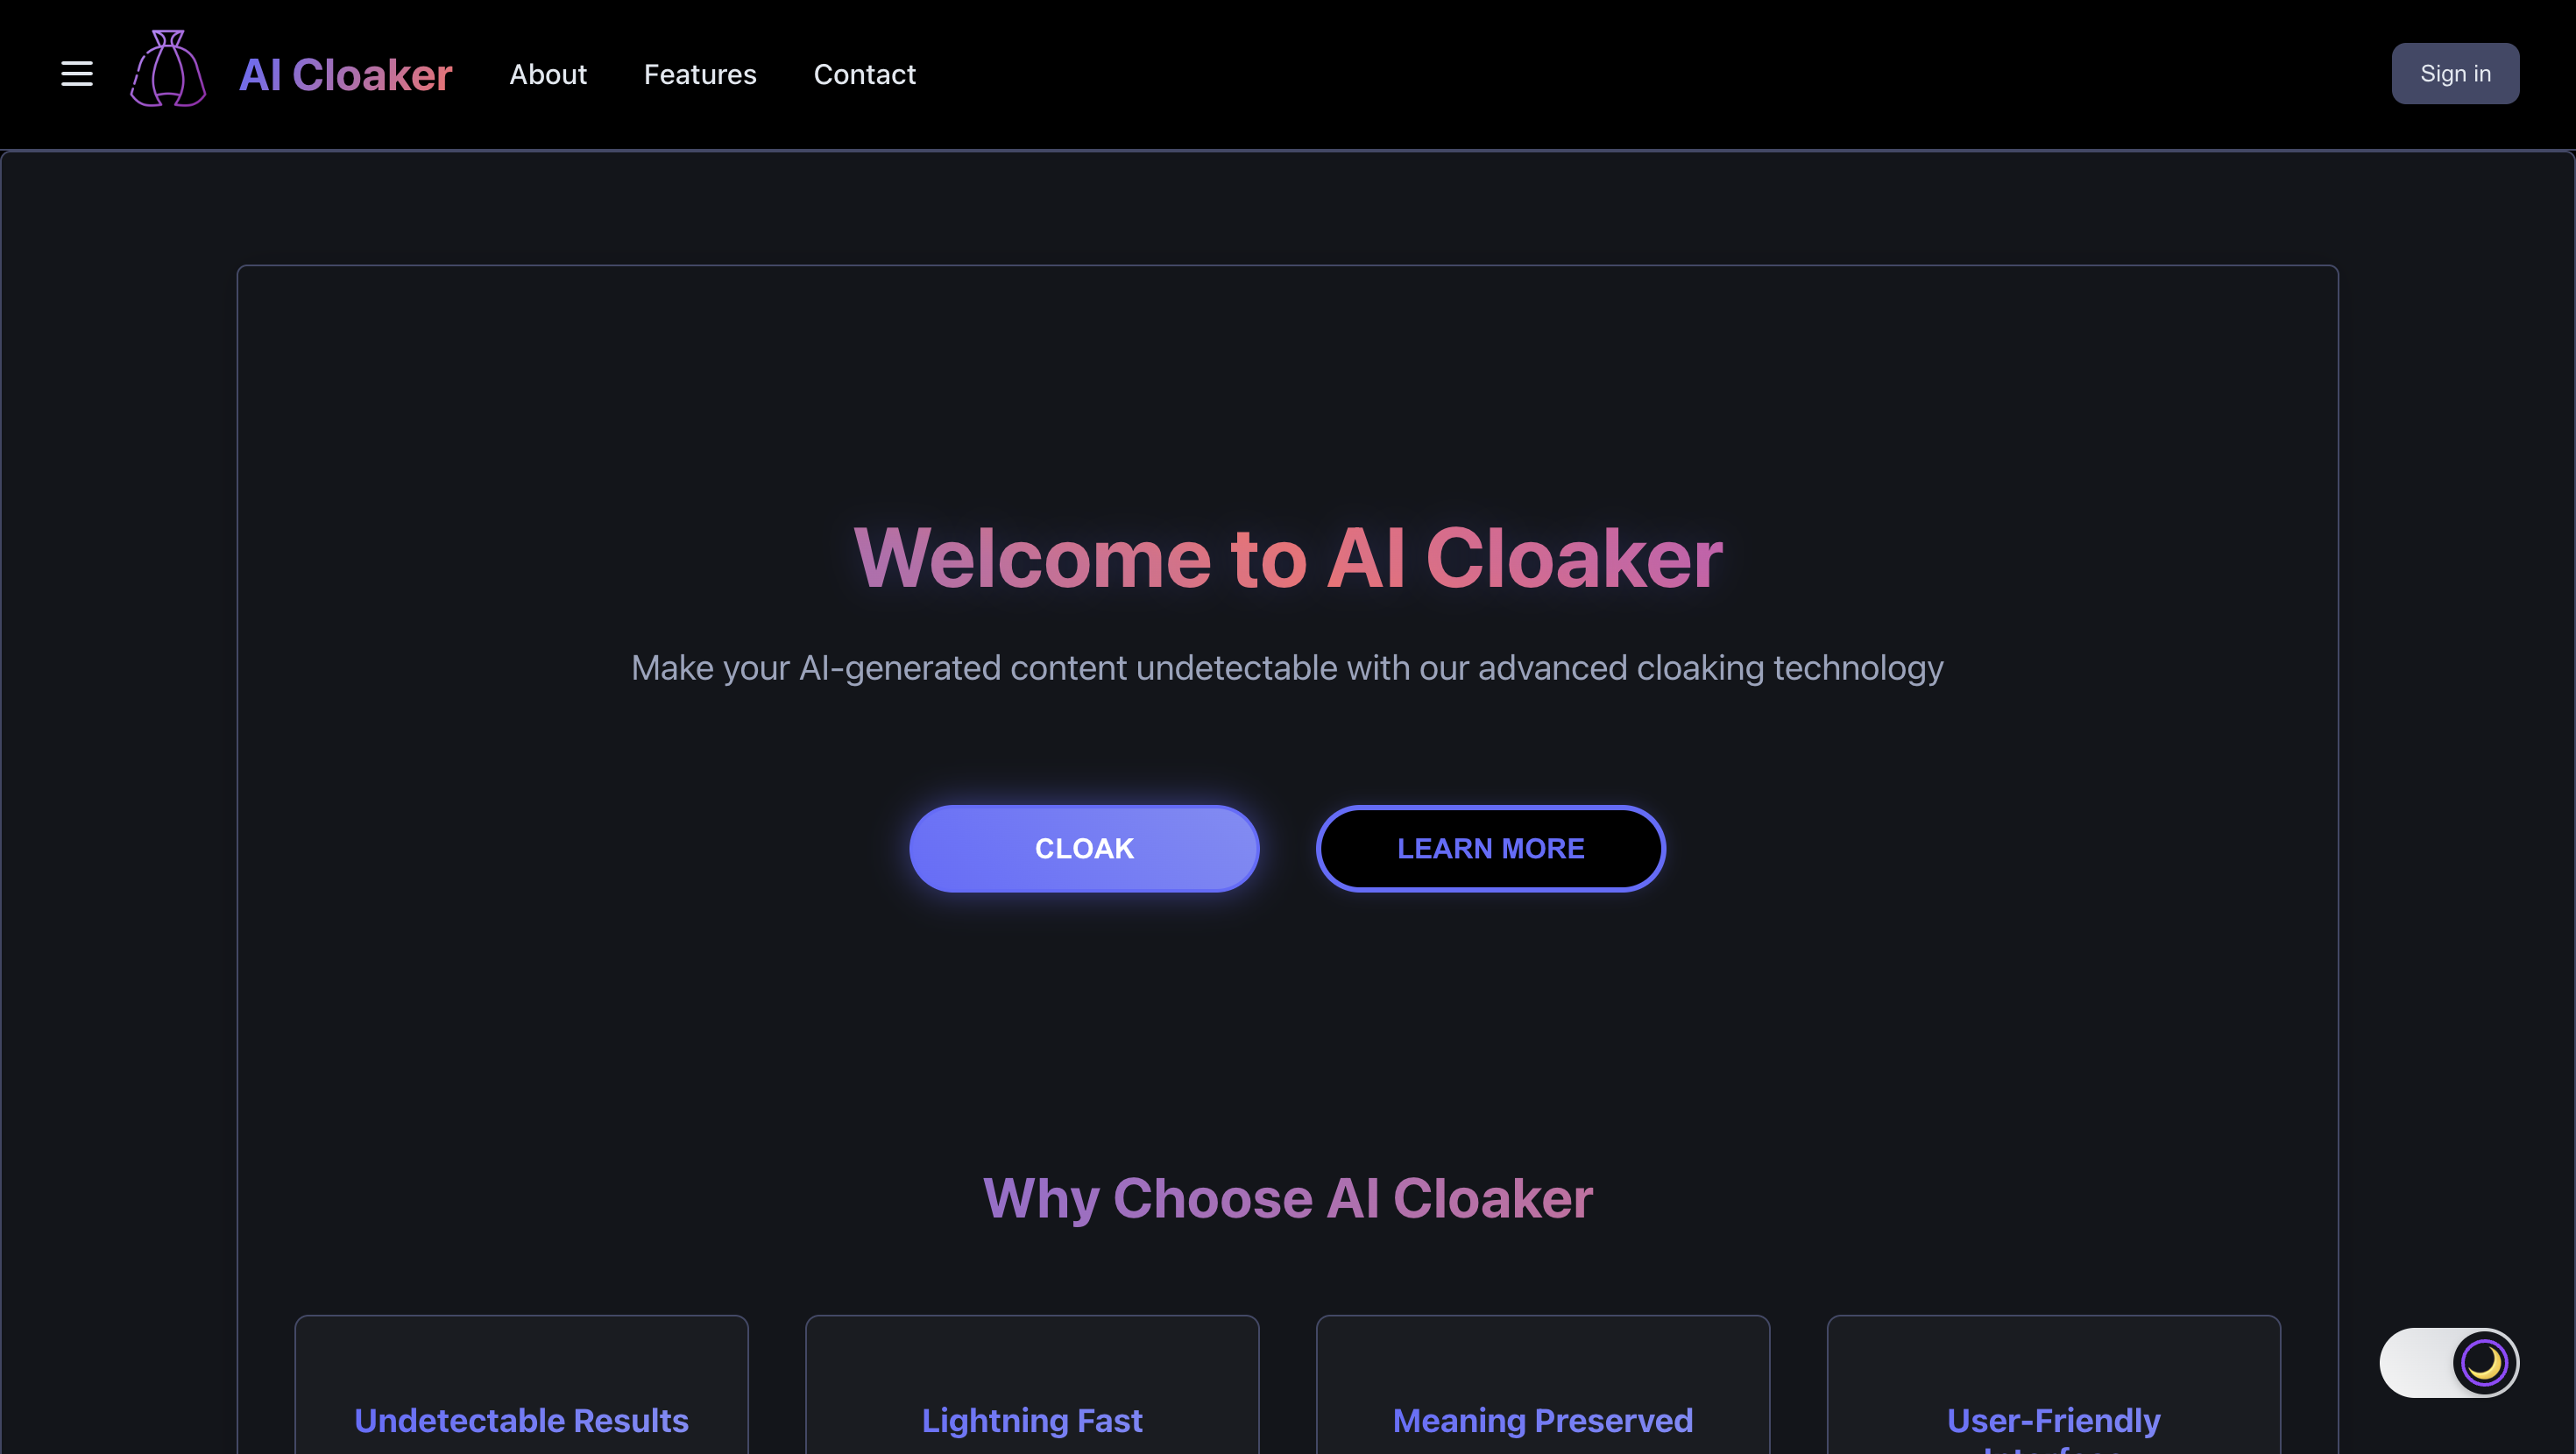 AI Cloaker
About
Features
Contact
Sign in
Welcome to AI Cloaker
Make your AI-generated content undetectable with our advanced cloaking technology
CLOAK
LEARN MORE
Why Choose AI Cloaker
Undetectable Results
Lightning Fast
Meaning Preserved
User-Friendly